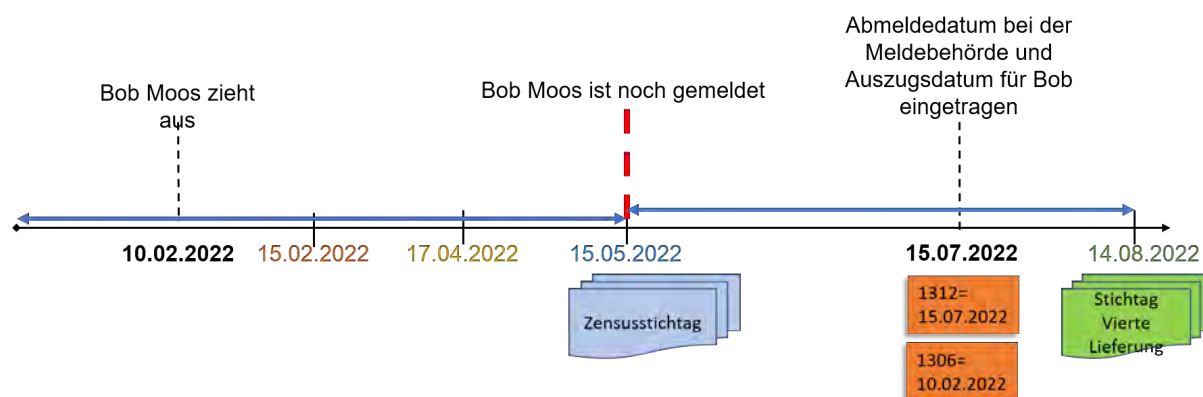 Abmeldedatum bei der
Meldebehörde und
Auszugsdatum für Bob
eingetragen
Bob Moos zieht
aus
Bob Moos ist noch gemeldet
10.02.2022
15.02.2022
17.04.2022
15.05.2022
15.07.2022
14.08.2022
Zensusstichtag
1312=
15.07.2022
1306=
10.02.2022
Stichtag
Vierte
Lieferung